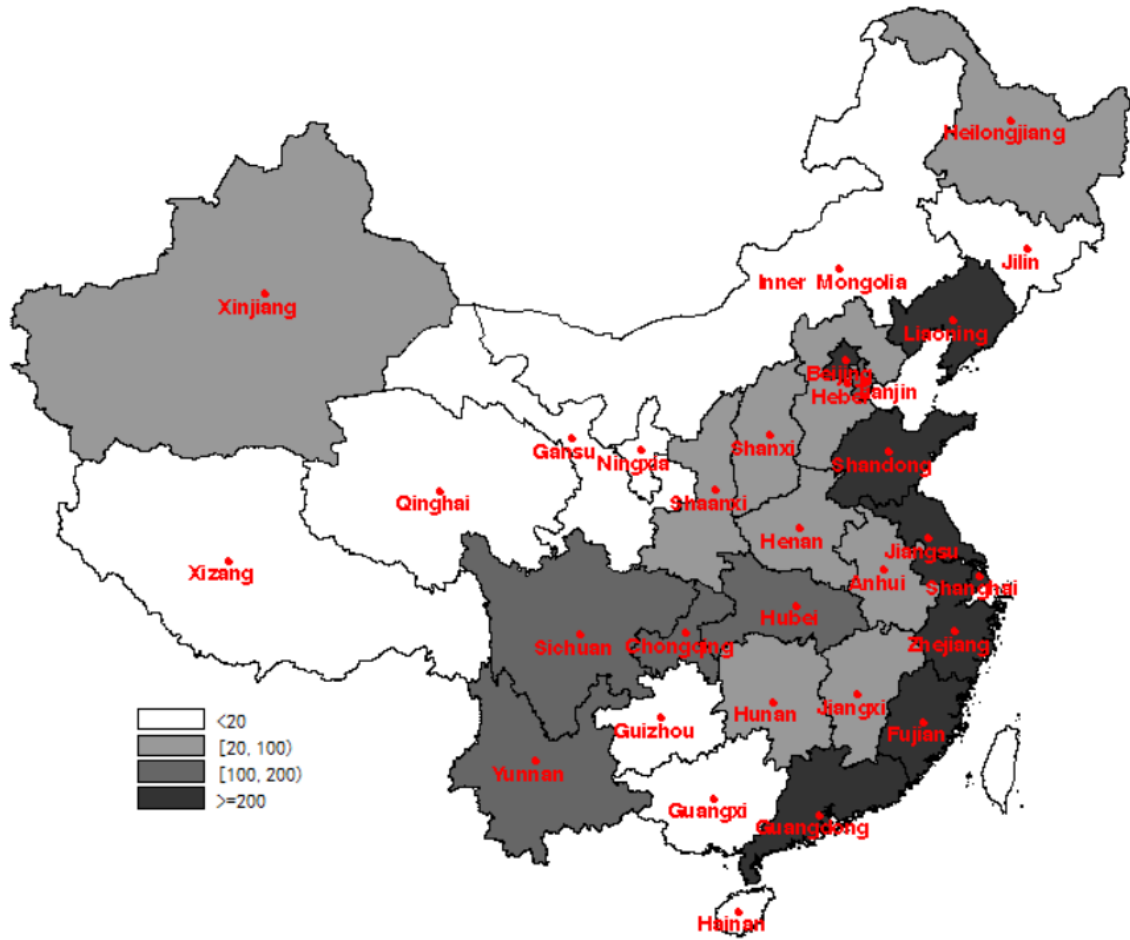 Heilongjiang
Jilin
Inner Mongolia
Xinjiang
Liaoning
Beijing
Tianjin
Hebei
Shanxi
Gansu
Ningxia
Shandong
Qinghai
Shaanxi
Henan
Jiangsu
Xizang
Anhui
Shanghai
Hubei
Sichuan
Chongqing
Zhejiang
Jiangxi
Hunan
Guizhou
Fujian
<20
[20, 100)
[100, 200)
>=200
Yunnan
Guangxi
Guangdong
Hainan